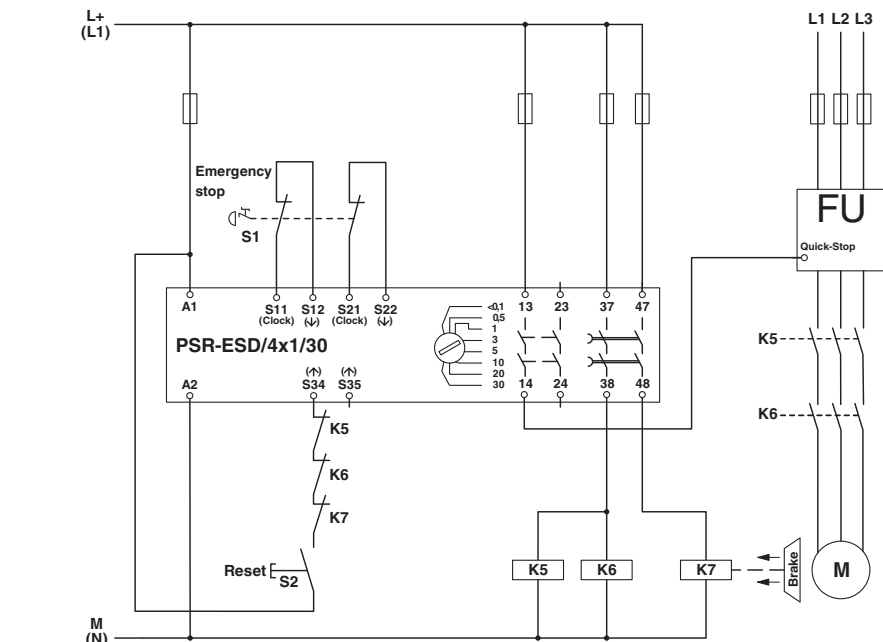 L+
(L1)
L1 L2 L3
Emergency
stop
S1
FU
Quick-Stop
A1
S11
(Clock)
S12
(↓)
S21
(Clock)
S22
(↓)
<0,1
0,5
1
3
5
10
20
30
13 23 37 47
PSR-ESD/4x1/30
A2
(↑)
S34
(↑)
S35
14 24 38 48
K5
K6
K5
K6
K7
Reset
S2
K5 K6 K7
Brake
M
M
(N)